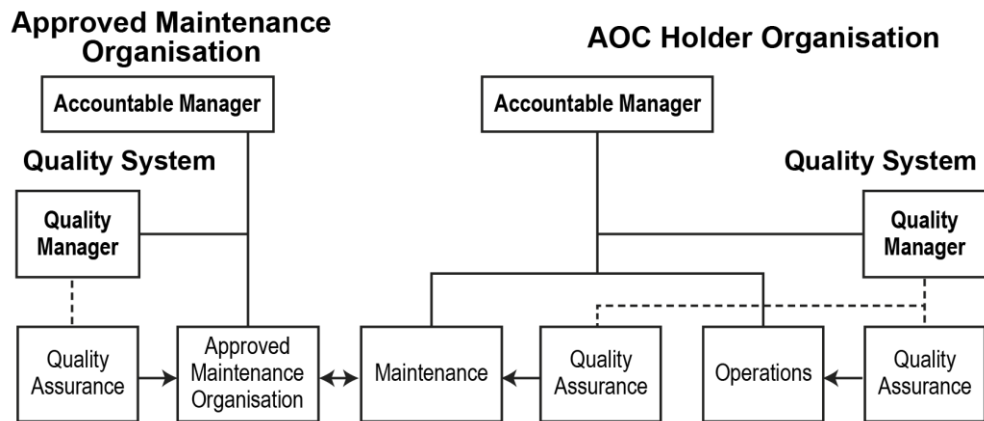 Approved Maintenance
Organisation
AOC Holder Organisation
Accountable Manager
Accountable Manager
Quality System
Quality System
Quality
Manager
Quality
Manager
Quality
Assurance
Approved
Maintenance
Organisation
Maintenance
Quality
Assurance
Operations
Quality
Assurance